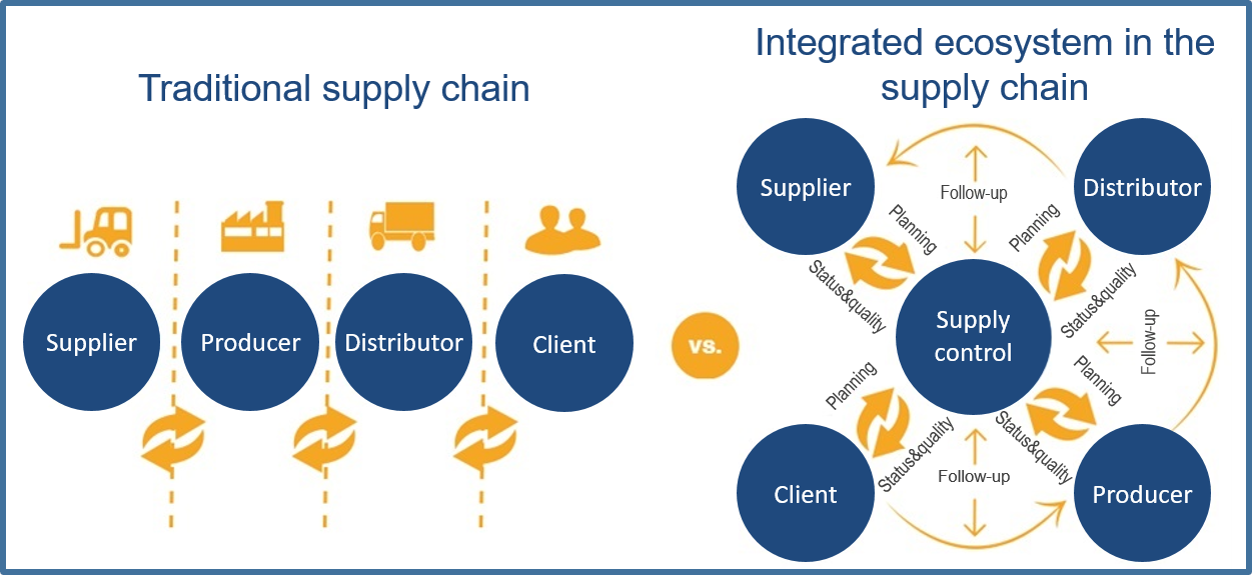 Traditional supply chain
Supplier
Producer
Distributor
Client
vs.
Integrated ecosystem in the
supply chain
Supplier
Distributor
Follow-up
Planning
Status&quality
Planning
Status&quality
Supply
control
Follow-up
Planning
Status&quality
Planning
Status&quality
Follow-up
Client
Producer